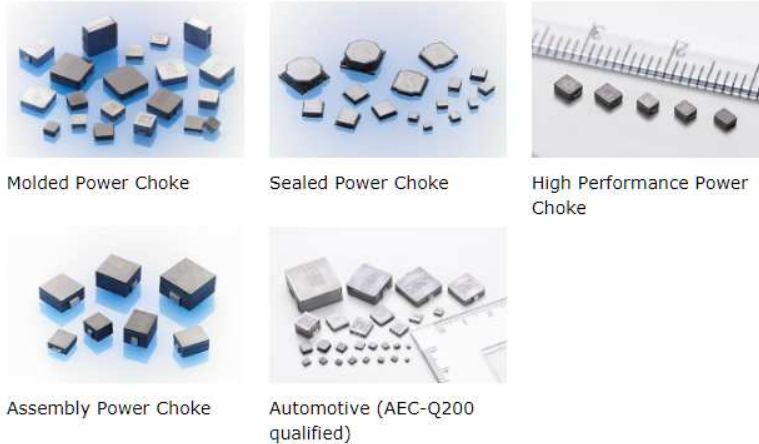 Molded Power Choke
Sealed Power Choke
High Performance Power
Choke
Assembly Power Choke
Automotive (AEC-Q200
qualified)